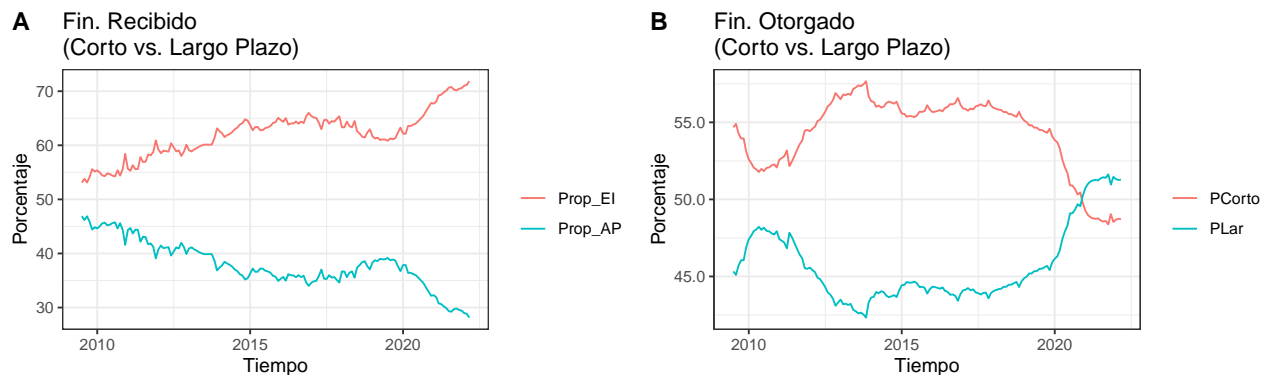 A
Fin. Recibido
(Corto vs. Largo Plazo)
Porcentaje
70
60
50
40
30
2010
2015
2020
Tiempo
Prop_EI
Prop_AP
B
Fin. Otorgado
(Corto vs. Largo Plazo)
Porcentaje
55.0
50.0
45.0
2010
2015
2020
Tiempo
PCorto
PLar